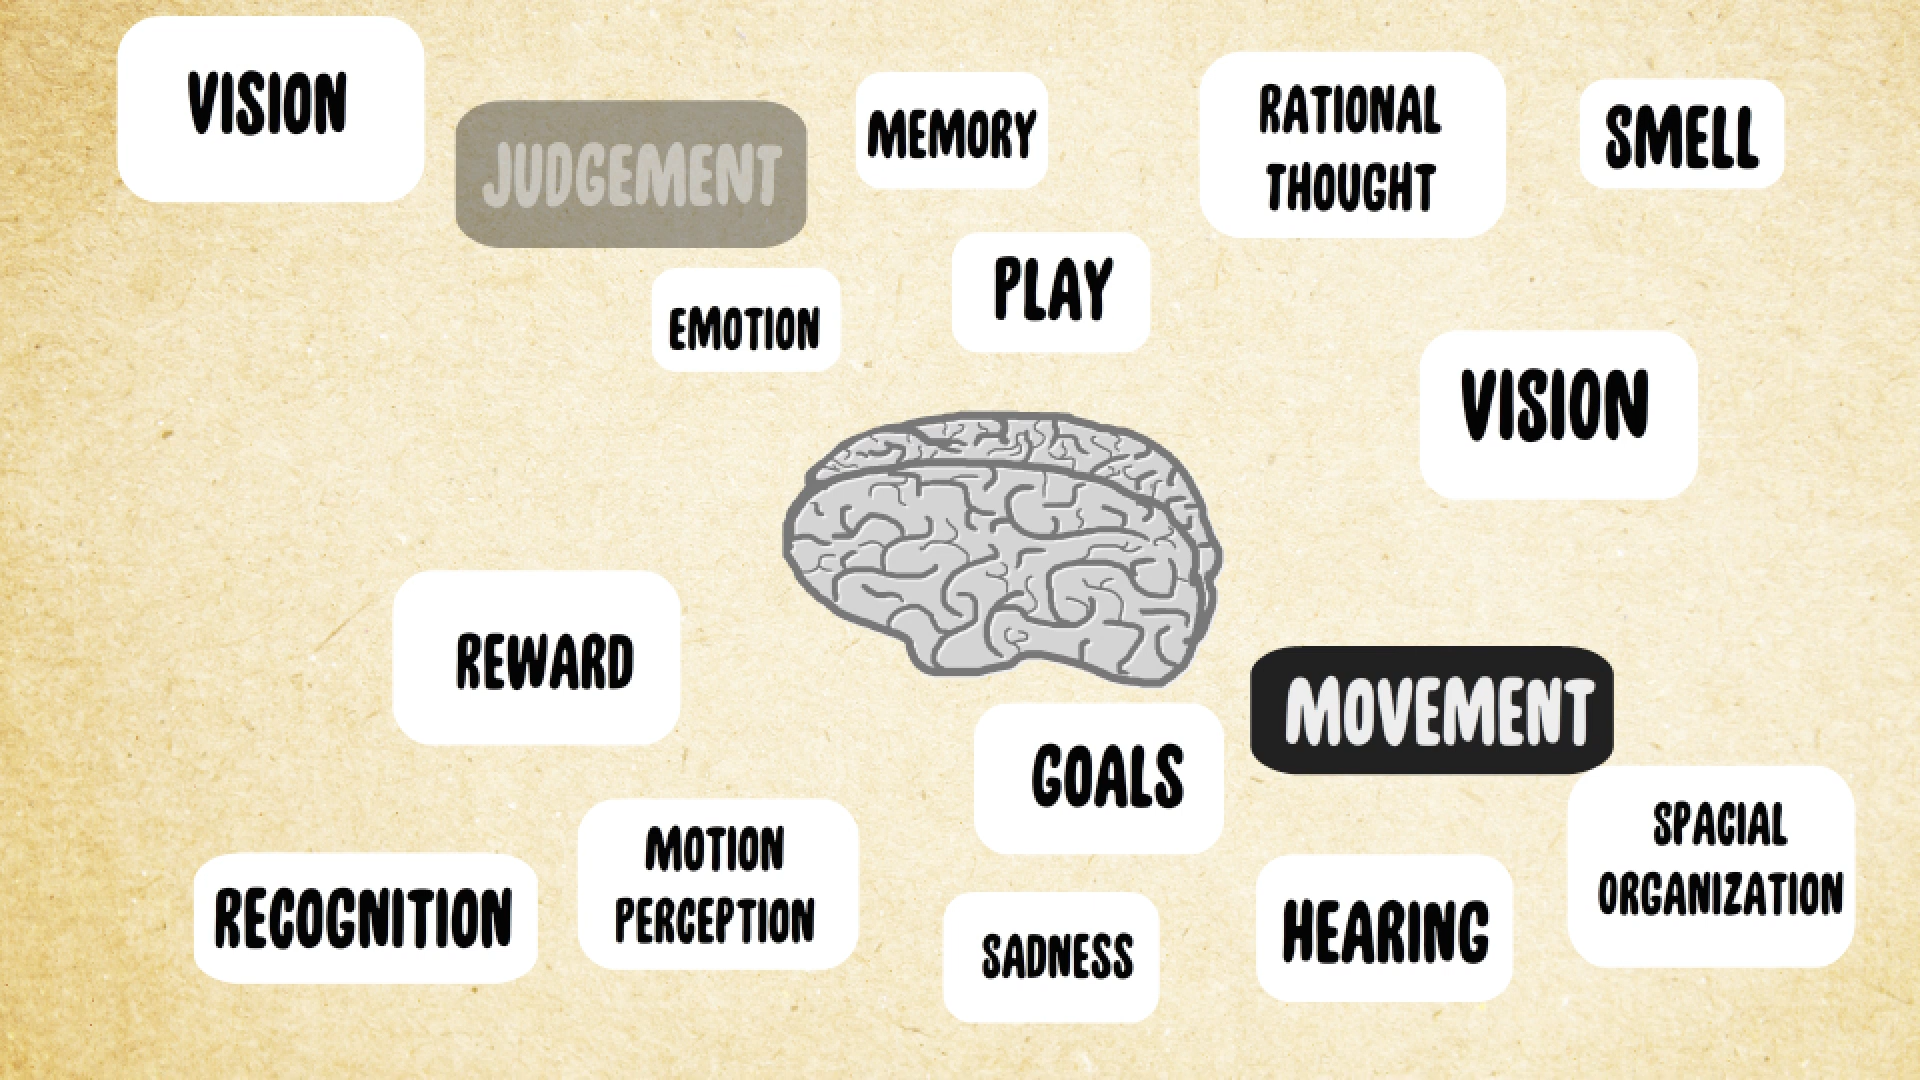 VISION
JUDGEMENT
MEMORY
RATIONAL
THOUGHT
SMELL
EMOTION
PLAY
VISION
REWARD
MOVEMENT
GOALS
SPACIAL
ORGANIZATION
RECOGNITION
MOTION
PERCEPTION
SADNESS
HEARING